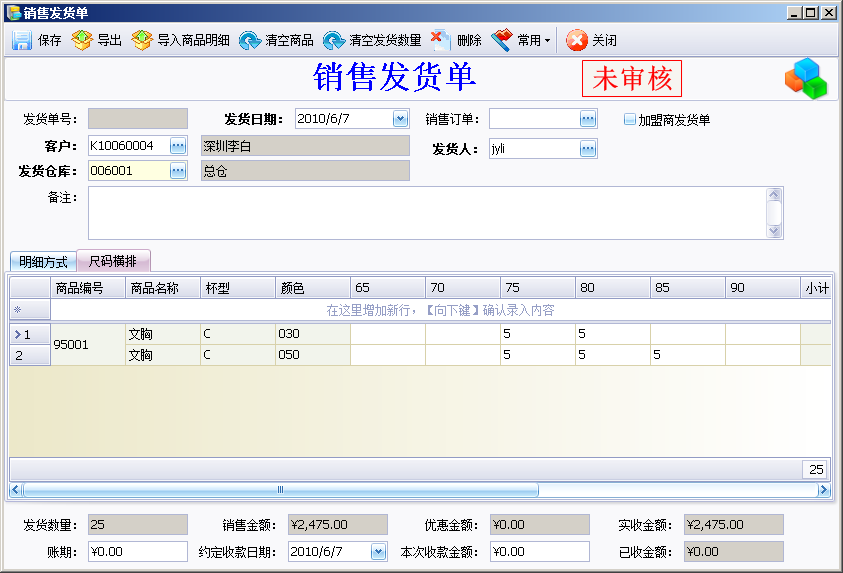 销售发货单
保存 导出 导入商品明细 清空商品 清空发货数量 删除 常用 关闭
销售发货单 未审核
发货单号: 发货日期: 2010/6/7 销售订单: 加盟商发货单
客户: K10060004 深圳李白 发货人: jyli
发货仓库: 006001 总仓
备注:
明细方式 尺码横排
商品编号 商品名称 杯型 颜色 65 70 75 80 85 90 小计
* 在这里增加新行，【向下键】确认录入内容
1 95001 文胸 C 030 5 5
2 文胸 C 050 5 5 5
25
发货数量: 25 销售金额: ¥2,475.00 优惠金额: ¥0.00 实收金额: ¥2,475.00
账期: ¥0.00 约定收款日期: 2010/6/7 本次收款金额: ¥0.00 已收金额: ¥0.00